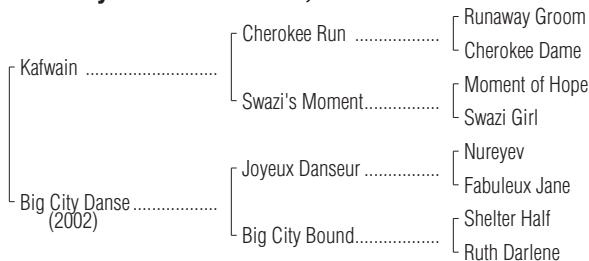 Runaway Groom
Cherokee Run ..................
Cherokee Dame
Kafwain ............................
Moment of Hope
Swazi's Moment................
Swazi Girl
Nureyev
Joyeux Danseur ................
Fabuleux Jane
Big City Danse ..................
(2002)
Shelter Half
Big City Bound..................
Ruth Darlene